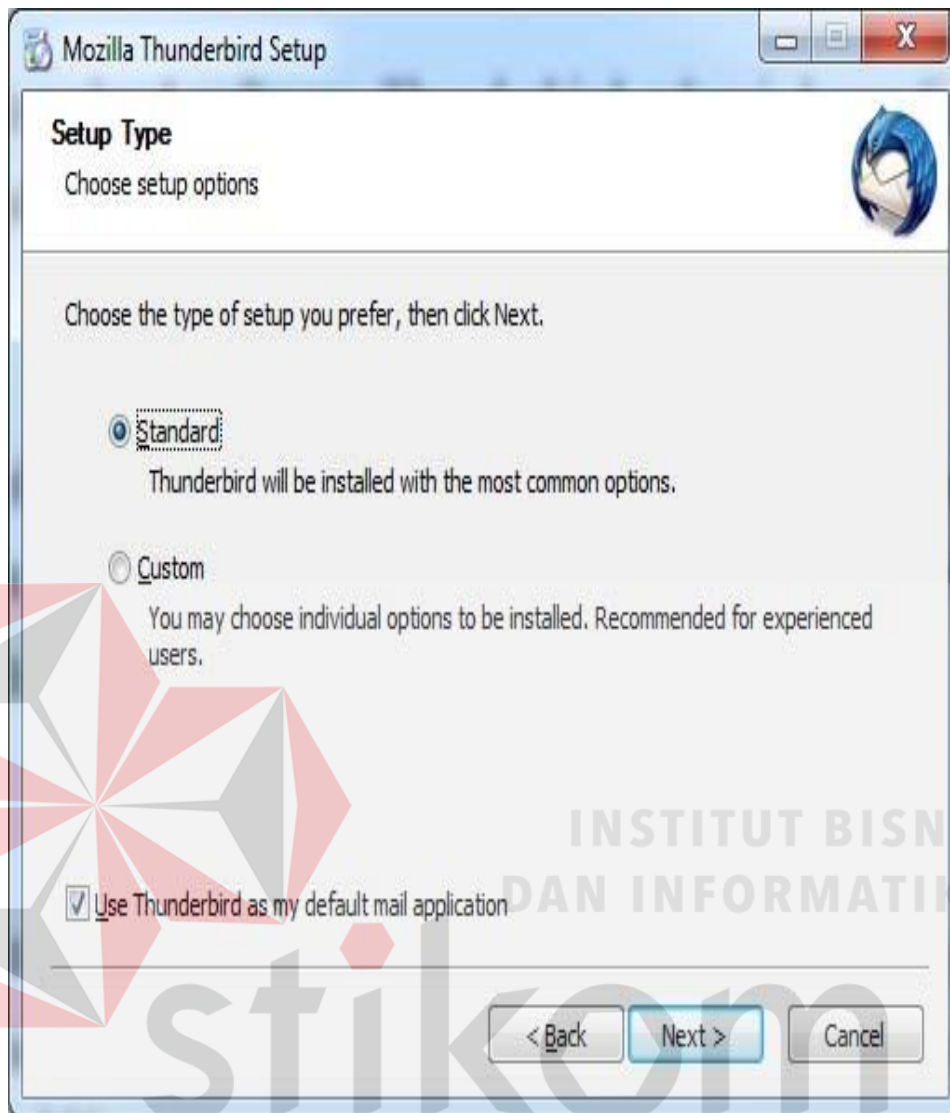 Mozilla Thunderbird Setup
Setup Type
Choose setup options
Choose the type of setup you prefer, then click Next.
Standard
Thunderbird will be installed with the most common options.
Custom
You may choose individual options to be installed. Recommended for experienced
users.
INSTITUT BISN
DAN INFORMATI
Use Thunderbird as my default mail application
stikom
< Back
Next >
Cancel